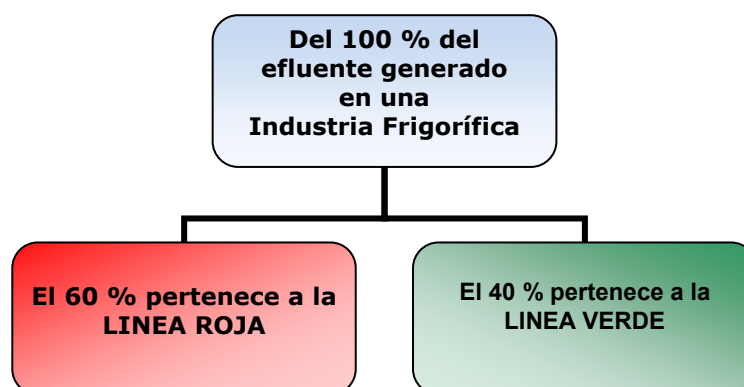 Del 100 % del
efluente generado
en una
Industria Frigorífica
El 60 % pertenece a la
LINEA ROJA
El 40 % pertenece a la
LINEA VERDE